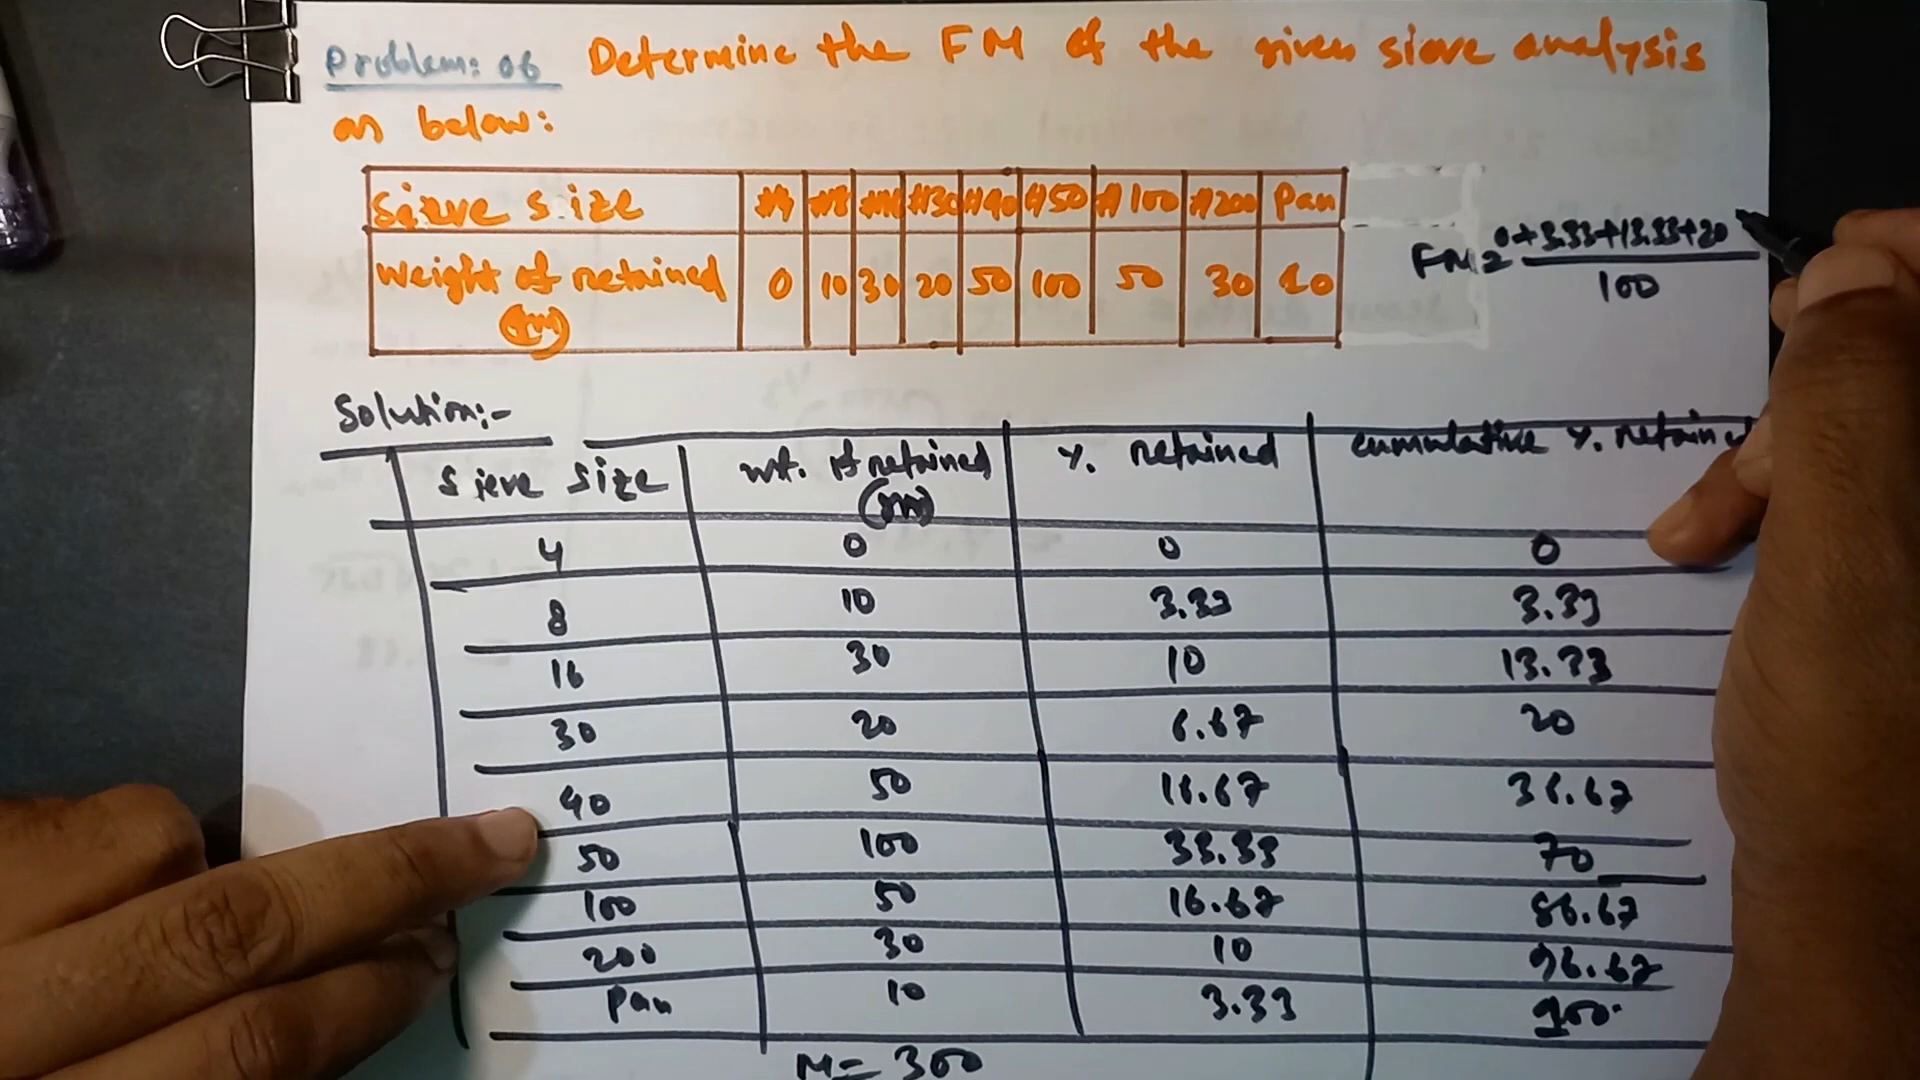 Problem: 06 Determine the FM of the given sieve analysis
as below:
Sieve size #4 #8 #16 #30 #40 #50 #100 #200 Pan
Weight of retained 0 10 30 20 50 100 50 30 10
(gm)
FM = 0+3.33+13.33+20
100
Solution:-
Sieve size wt. of retained % retained cumulative % retained
(gm)
4 0 0 0
8 10 3.33 3.33
16 30 10 13.33
30 20 6.67 20
40 50 16.67 36.67
50 100 33.33 70
100 50 16.67 86.67
200 30 10 96.67
Pan 10 3.33 100.
M = 300